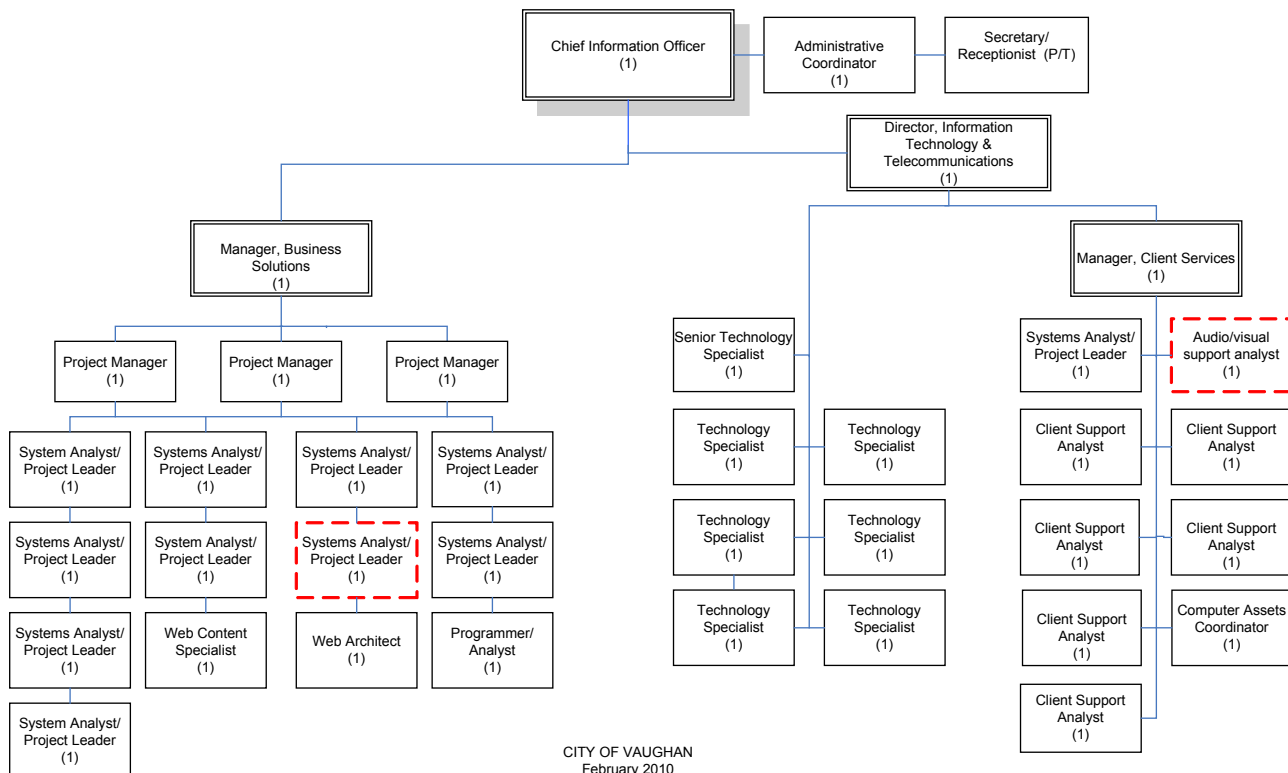 Chief Information Officer
(1)
Administrative
Coordinator
(1)
Secretary/
Receptionist (P/T)
Director, Information
Technology &
Telecommunications
(1)
Manager, Business
Solutions
(1)
Manager, Client Services
(1)
Project Manager
(1)
Project Manager
(1)
Project Manager
(1)
System Analyst/
Project Leader
(1)
Systems Analyst/
Project Leader
(1)
Systems Analyst/
Project Leader
(1)
Systems Analyst/
Project Leader
(1)
Systems Analyst/
Project Leader
(1)
System Analyst/
Project Leader
(1)
Systems Analyst/
Project Leader
(1)
Systems Analyst/
Project Leader
(1)
Systems Analyst/
Project Leader
(1)
Web Content
Specialist
(1)
Web Architect
(1)
Programmer/
Analyst
(1)
System Analyst/
Project Leader
(1)
Senior Technology
Specialist
(1)
Technology
Specialist
(1)
Technology
Specialist
(1)
Technology
Specialist
(1)
Technology
Specialist
(1)
Technology
Specialist
(1)
Technology
Specialist
(1)
Systems Analyst/
Project Leader
(1)
Audio/visual
support analyst
(1)
Client Support
Analyst
(1)
Client Support
Analyst
(1)
Client Support
Analyst
(1)
Client Support
Analyst
(1)
Client Support
Analyst
(1)
Computer Assets
Coordinator
(1)
Client Support
Analyst
(1)
CITY OF VAUGHAN
February 2010